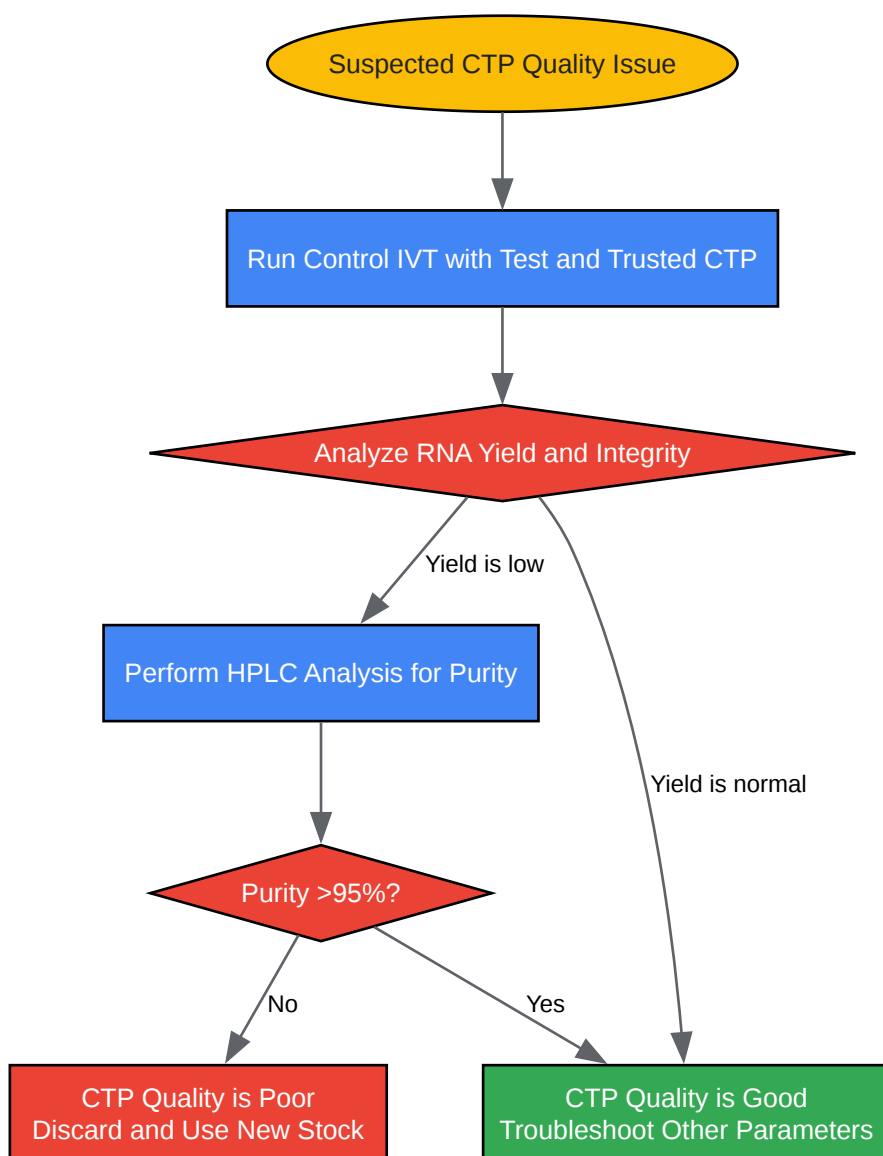 Suspected CTP Quality Issue
Run Control IVT with Test and Trusted CTP
Analyze RNA Yield and Integrity
Yield is low
Perform HPLC Analysis for Purity
Yield is normal
Purity >95%?
No
Yes
CTP Quality is Poor
Discard and Use New Stock
CTP Quality is Good
Troubleshoot Other Parameters